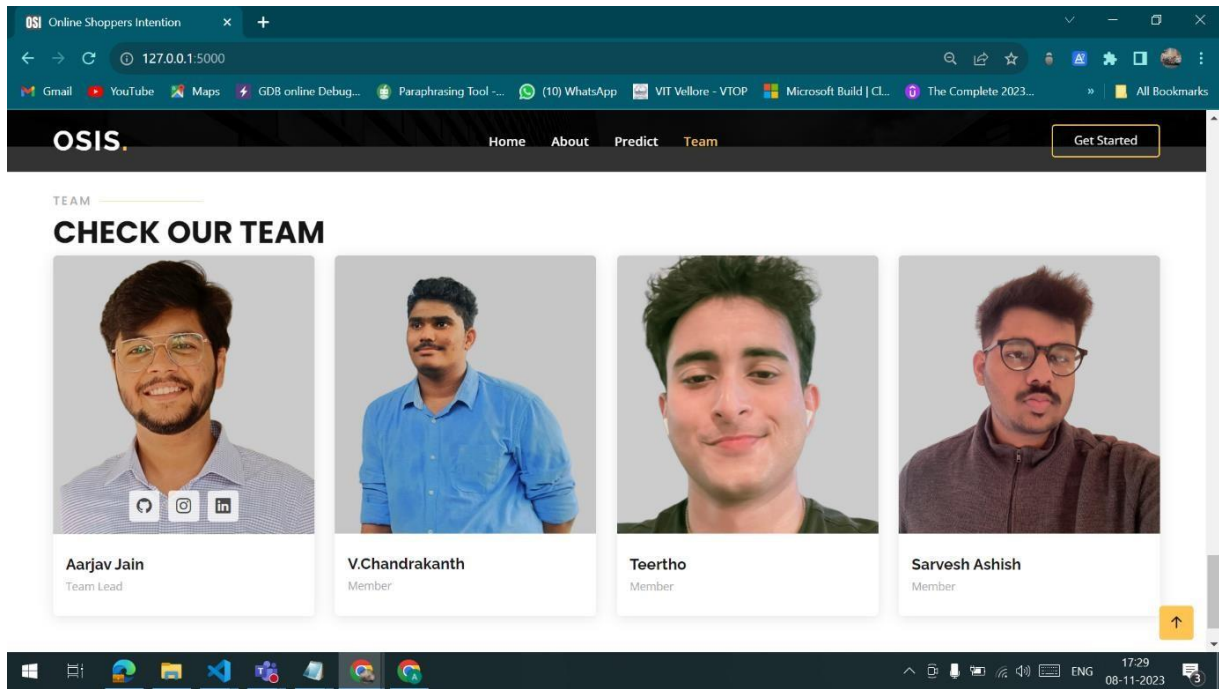 OSI Online Shoppers Intention
127.0.0.1:5000
Gmail YouTube Maps GDB online Debug... Paraphrasing Tool -... (10) WhatsApp VIT Vellore - VTOP Microsoft Build | Cl... The Complete 2023... » All Bookmarks
OSIS. Home About Predict Team Get Started
TEAM
CHECK OUR TEAM
Aarjav Jain
Team Lead
V.Chandrakanth
Member
Teertho
Member
Sarvesh Ashish
Member
ENG 17:29
08-11-2023 3